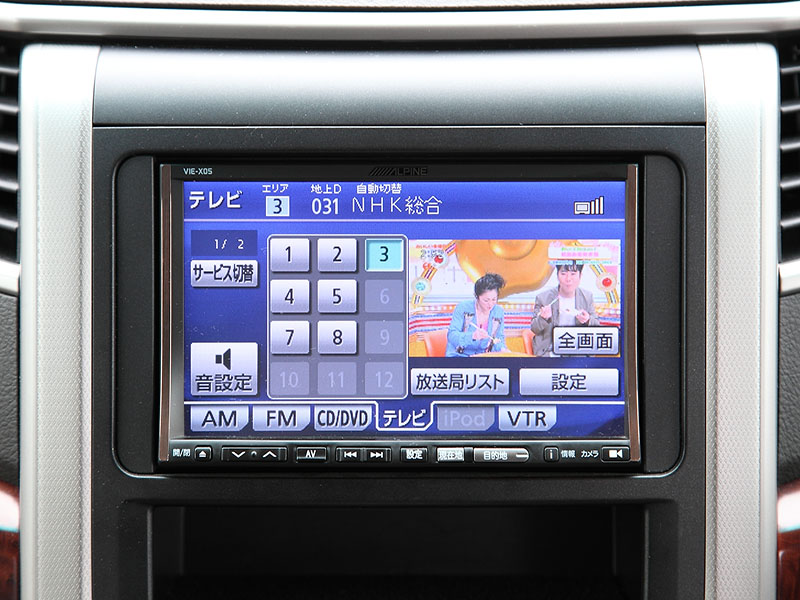 VIE-X05
ALPINE
テレビ エリア 3 地上D 031 自動切替 NHK総合
1/ 2
サービス切替
1 2 3
4 5 6
7 8 9
10 11 12
音設定
全画面
放送局リスト 設定
AM FM CD/DVD テレビ iPod VTR
開/閉 AV 設定 現在地 目的地 i 情報 カメラ